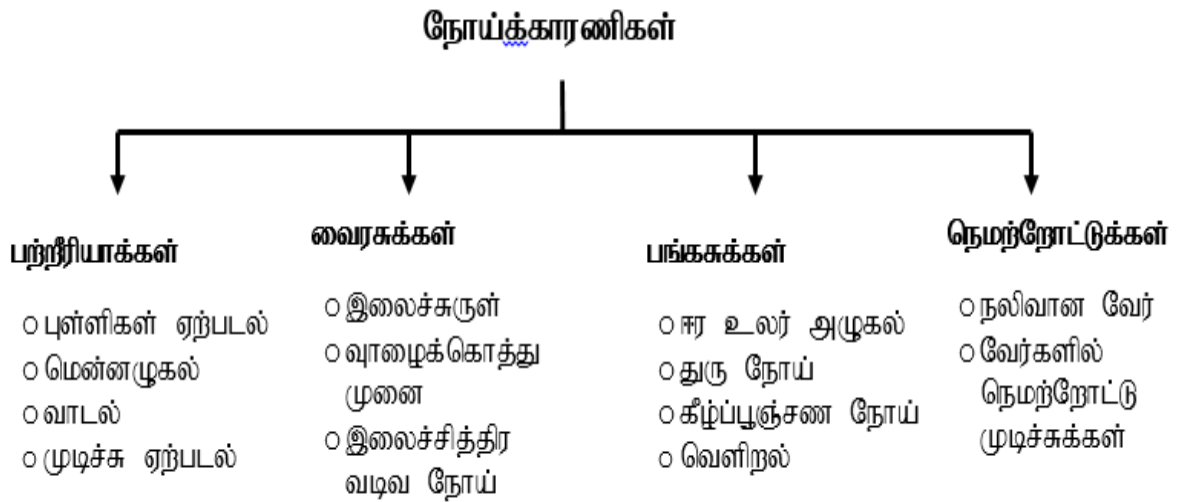 நோய்க்காரணிகள்
பற்றீரியாக்கள்
○ புள்ளிகள் ஏற்படல்
○ மென்னழுகல்
○ வாடல்
○ முடிச்சு ஏற்படல்
வைரசுக்கள்
○ இலைச்சுருள்
○ வுாழைக்கொத்து
முனை
○ இலைச்சித்திர
வடிவ நோய்
பங்கசுக்கள்
○ ஈர உலர் அழுகல்
○ துரு நோய்
○ கீழ்ப்பூஞ்சண நோய்
○ வெளிறல்
நெமற்றோட்டுக்கள்
○ நலிவான வேர்
○ வேர்களில்
நெமற்றோட்டு
முடிச்சுக்கள்